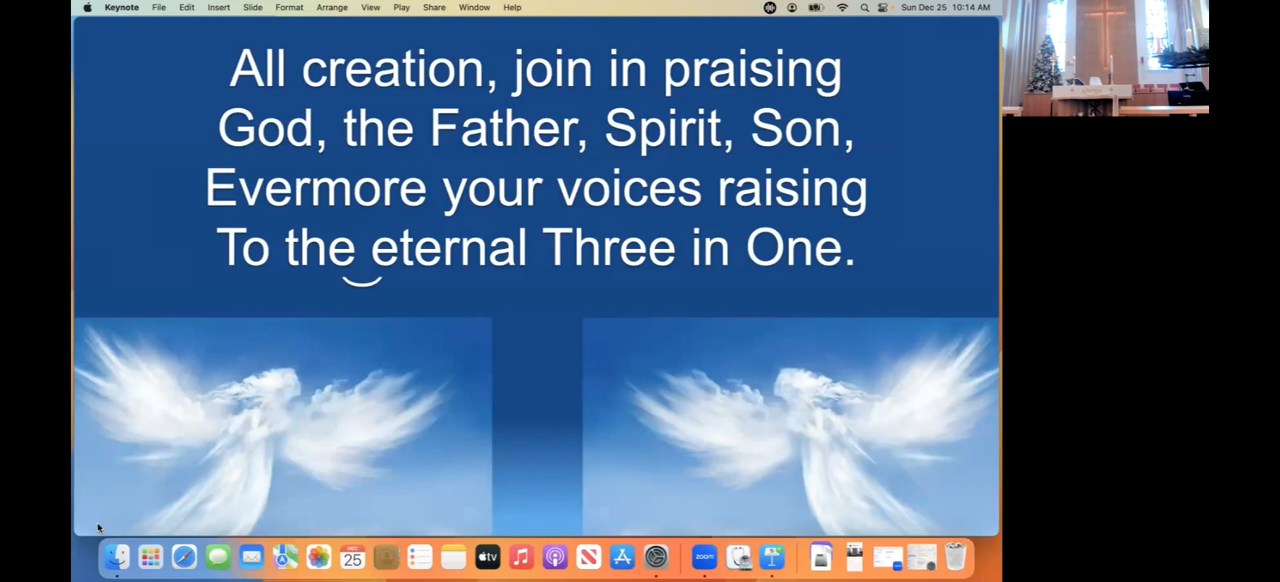 Keynote File Edit Insert Slide Format Arrange View Play Share Window Help Sun Dec 25 10:14 AM
All creation, join in praising
God, the Father, Spirit, Son,
Evermore your voices raising
To the eternal Three in One.
DEC
25
tv
zoom